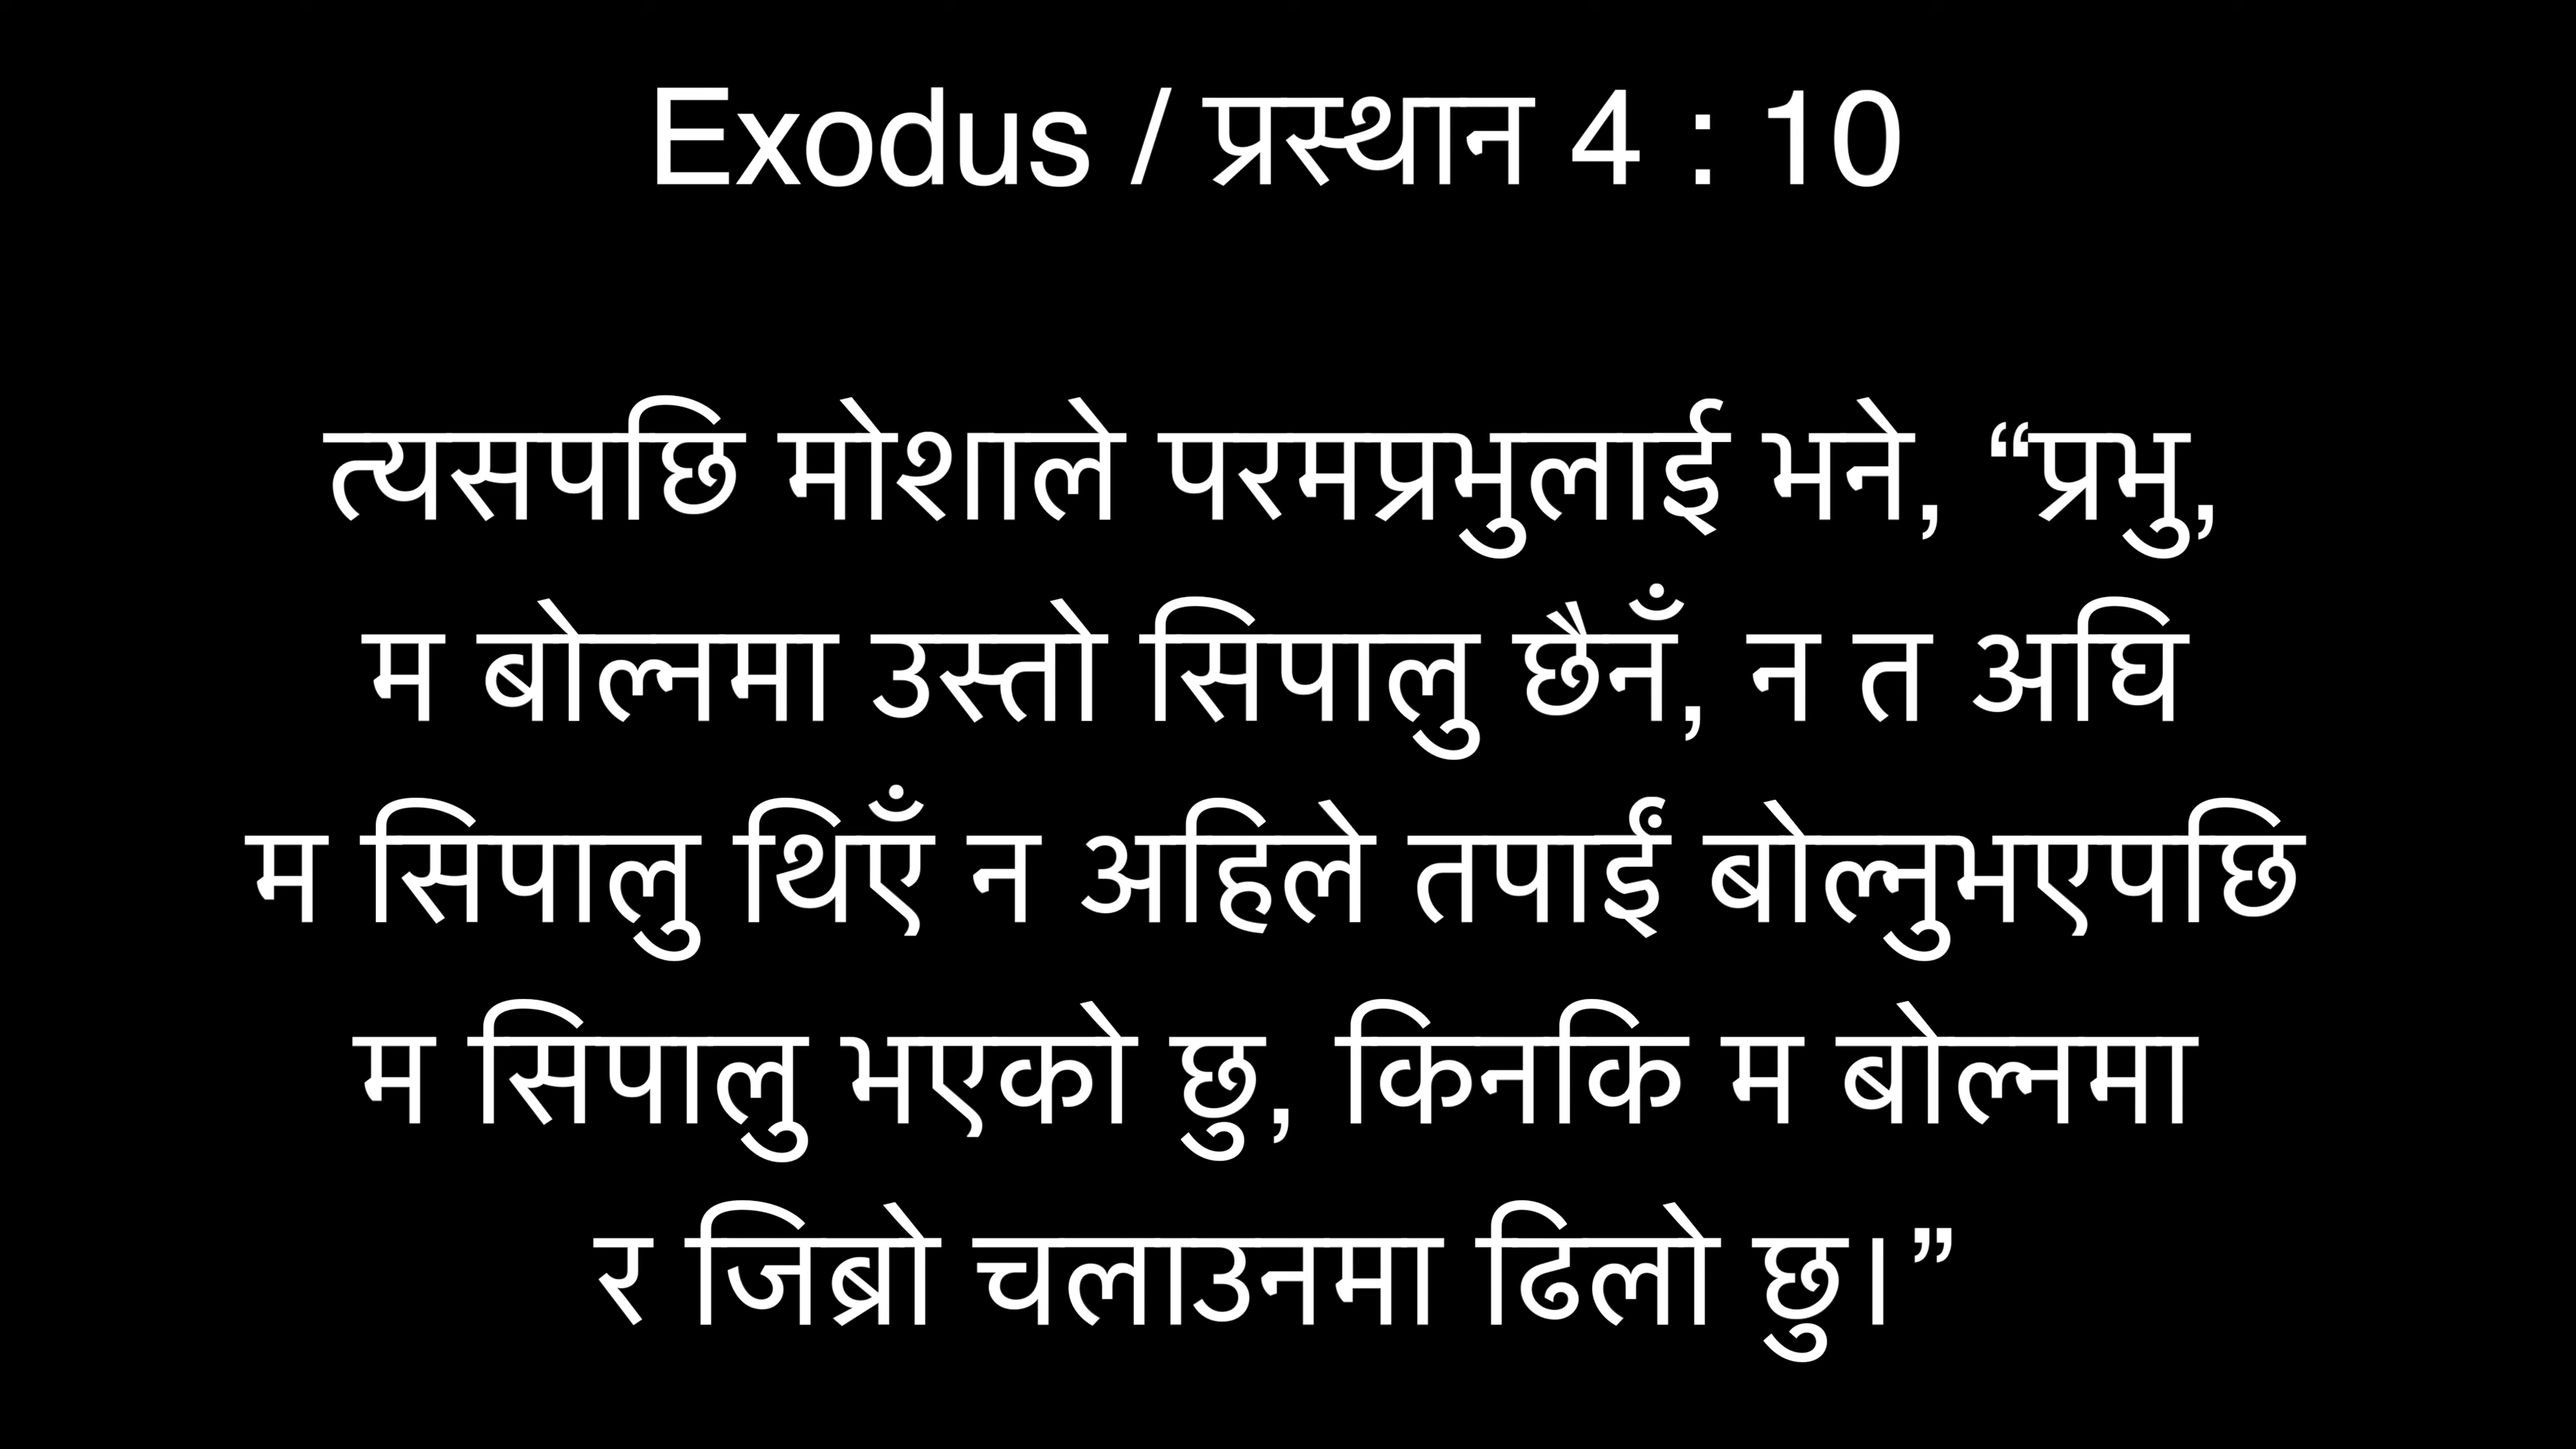 Exodus / प्रस्थान 4 : 10
त्यसपछि मोशाले परमप्रभुलाई भने, “प्रभु,
म बोल्नमा उस्तो सिपालु छैनँ, न त अघि
म सिपालु थिएँ न अहिले तपाईं बोल्नुभएपछि
म सिपालु भएको छु, किनकि म बोल्नमा
र जिब्रो चलाउनमा ढिलो छु।”